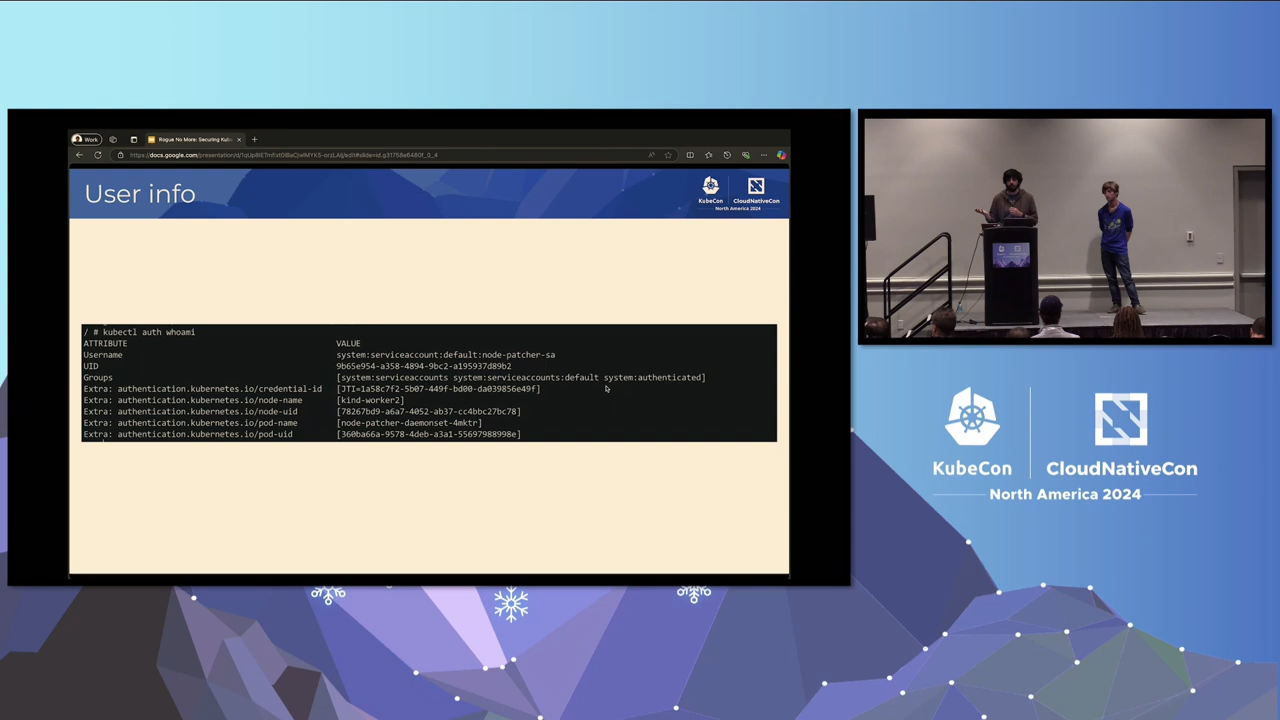 Work
Rogue No More: Securing Kube
User info
KubeCon
CloudNativeCon
North America 2024
/ # kubectl auth whoami
ATTRIBUTE VALUE
Username system:serviceaccount:default:node-patcher-sa
UID 9b65e954-a358-4894-9bc2-a195937d89b2
Groups [system:serviceaccounts system:serviceaccounts:default system:authenticated]
Extra: authentication.kubernetes.io/credential-id [JTI=1a58c7f2-5b07-449f-bd00-da039856e49f]
Extra: authentication.kubernetes.io/node-name [kind-worker2]
Extra: authentication.kubernetes.io/node-uid [78267bd9-a6a7-4052-ab37-cc4bbc27bc78]
Extra: authentication.kubernetes.io/pod-name [node-patcher-daemonset-4mktr]
Extra: authentication.kubernetes.io/pod-uid [360ba66a-9578-4deb-a3a1-55697988998e]
KubeCon
CloudNativeCon
North America 2024